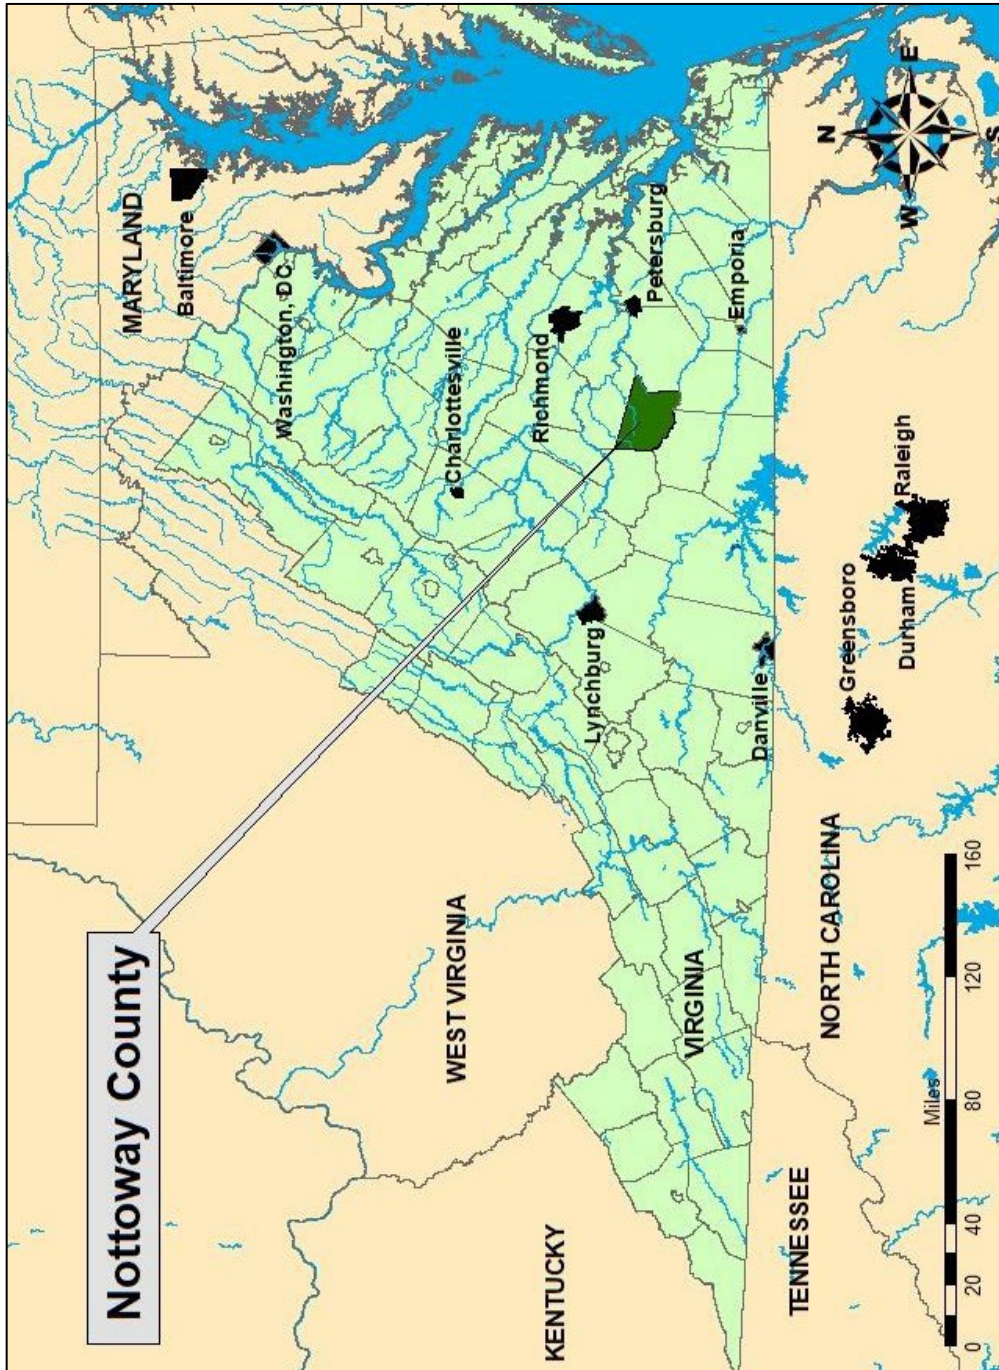 Nottoway County
MARYLAND
Baltimore
Washington, DC
WEST VIRGINIA
Charlottesville
KENTUCKY
Richmond
Lynchburg
Petersburg
VIRGINIA
Emporia
Danville
TENNESSEE
NORTH CAROLINA
Greensboro
Durham
Raleigh
N
E
S
W
Miles
0 20 40 80 120 160